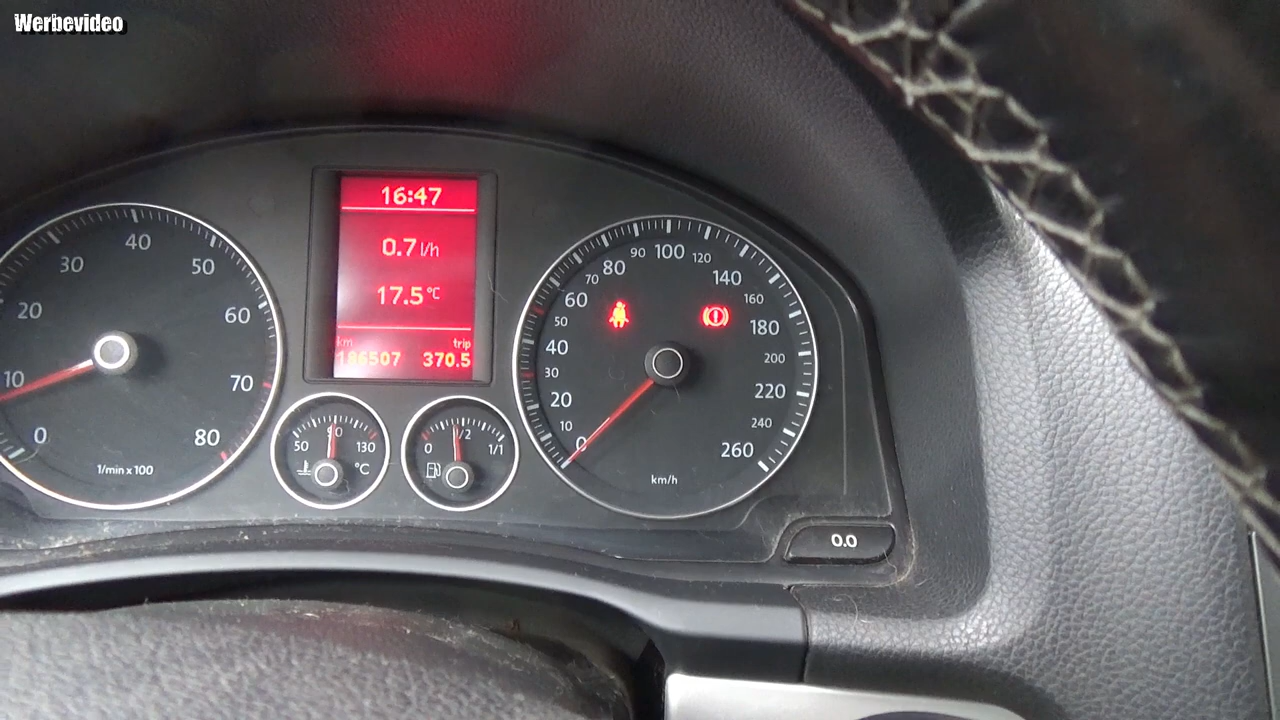 Werbevideo
16:47
0.7 l/h
17.5 °C
km trip
186507 370.5
0 10 20 30 40 50 60 70 80
1/min x 100
50 90 130
°C
0 1/2 1/1
0 10 20 30 40 50 60 70 80 90 100 120 140 160 180 200 220 240 260
km/h
0.0